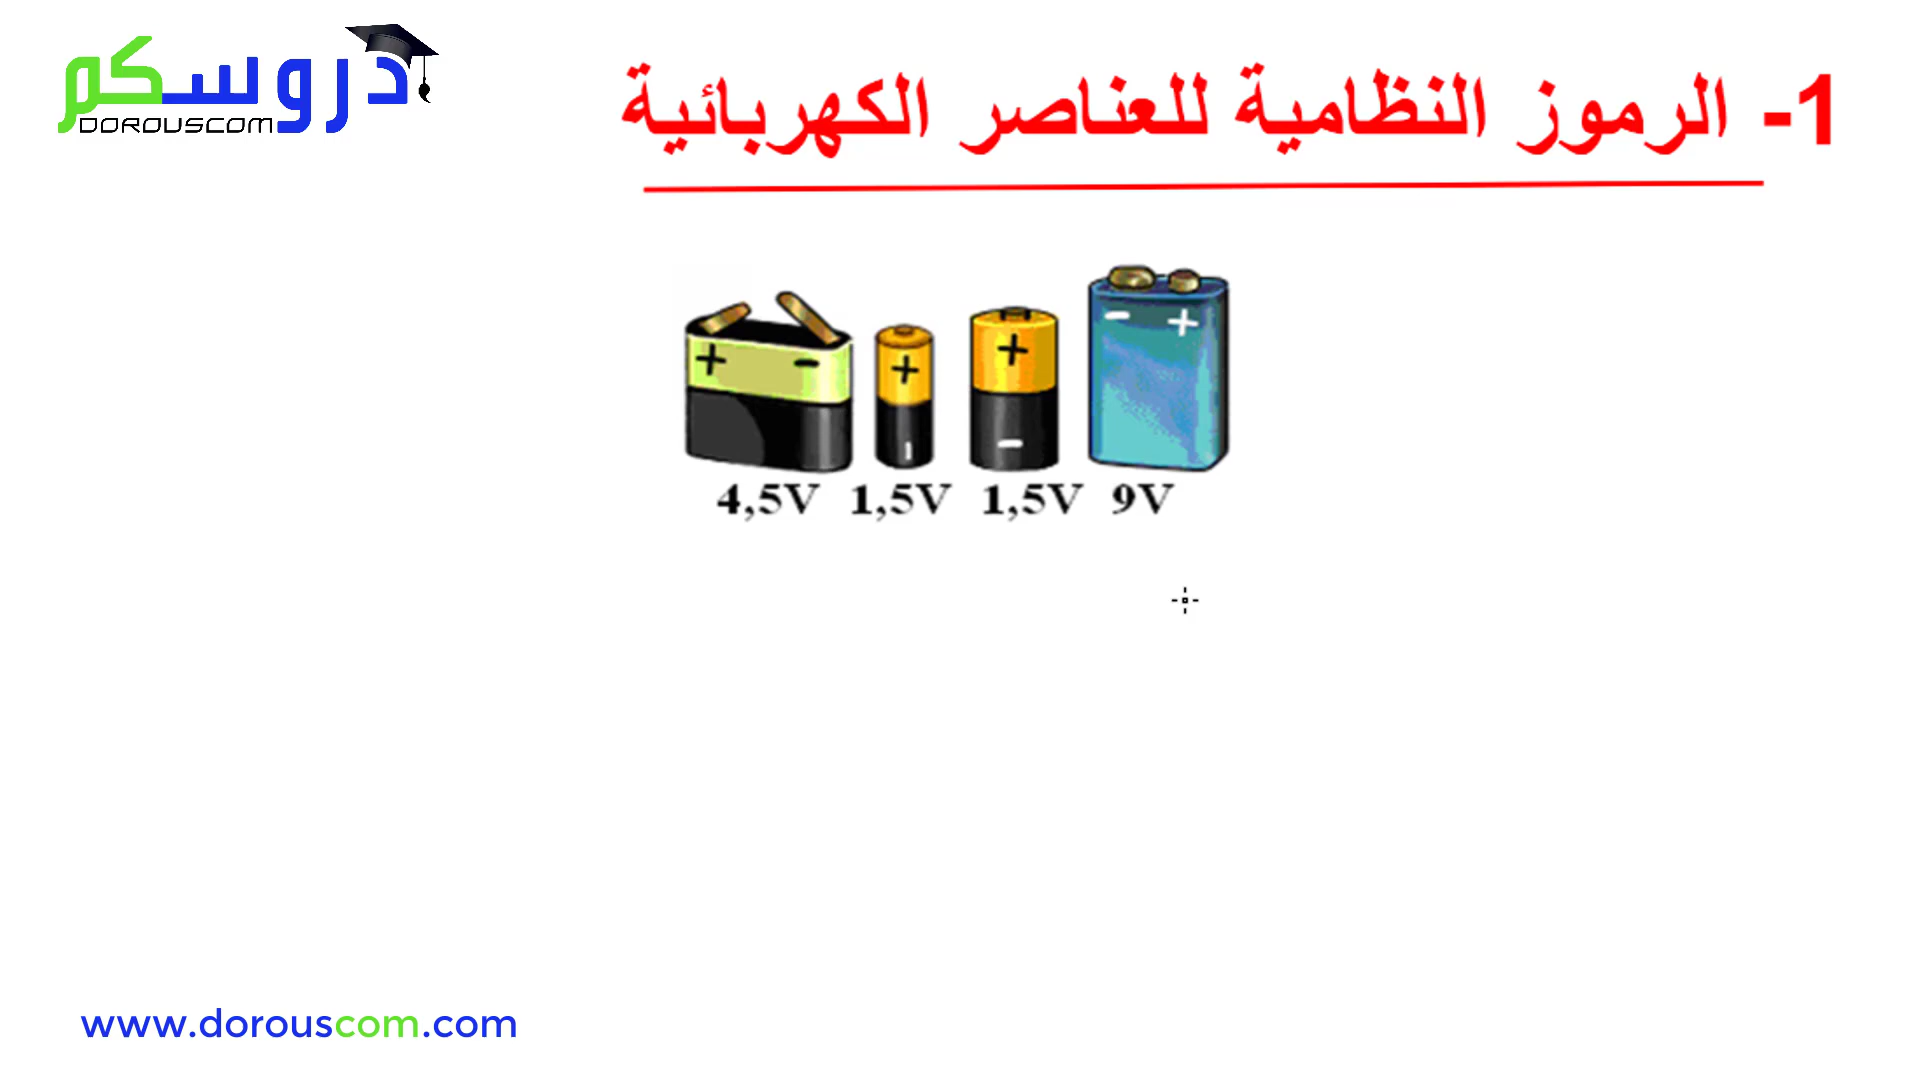 دروسكم
DOROUSCOM
1- الرموز النظامية للعناصر الكهربائية
+ - + + - - +
4,5V 1,5V 1,5V 9V
www.dorouscom.com